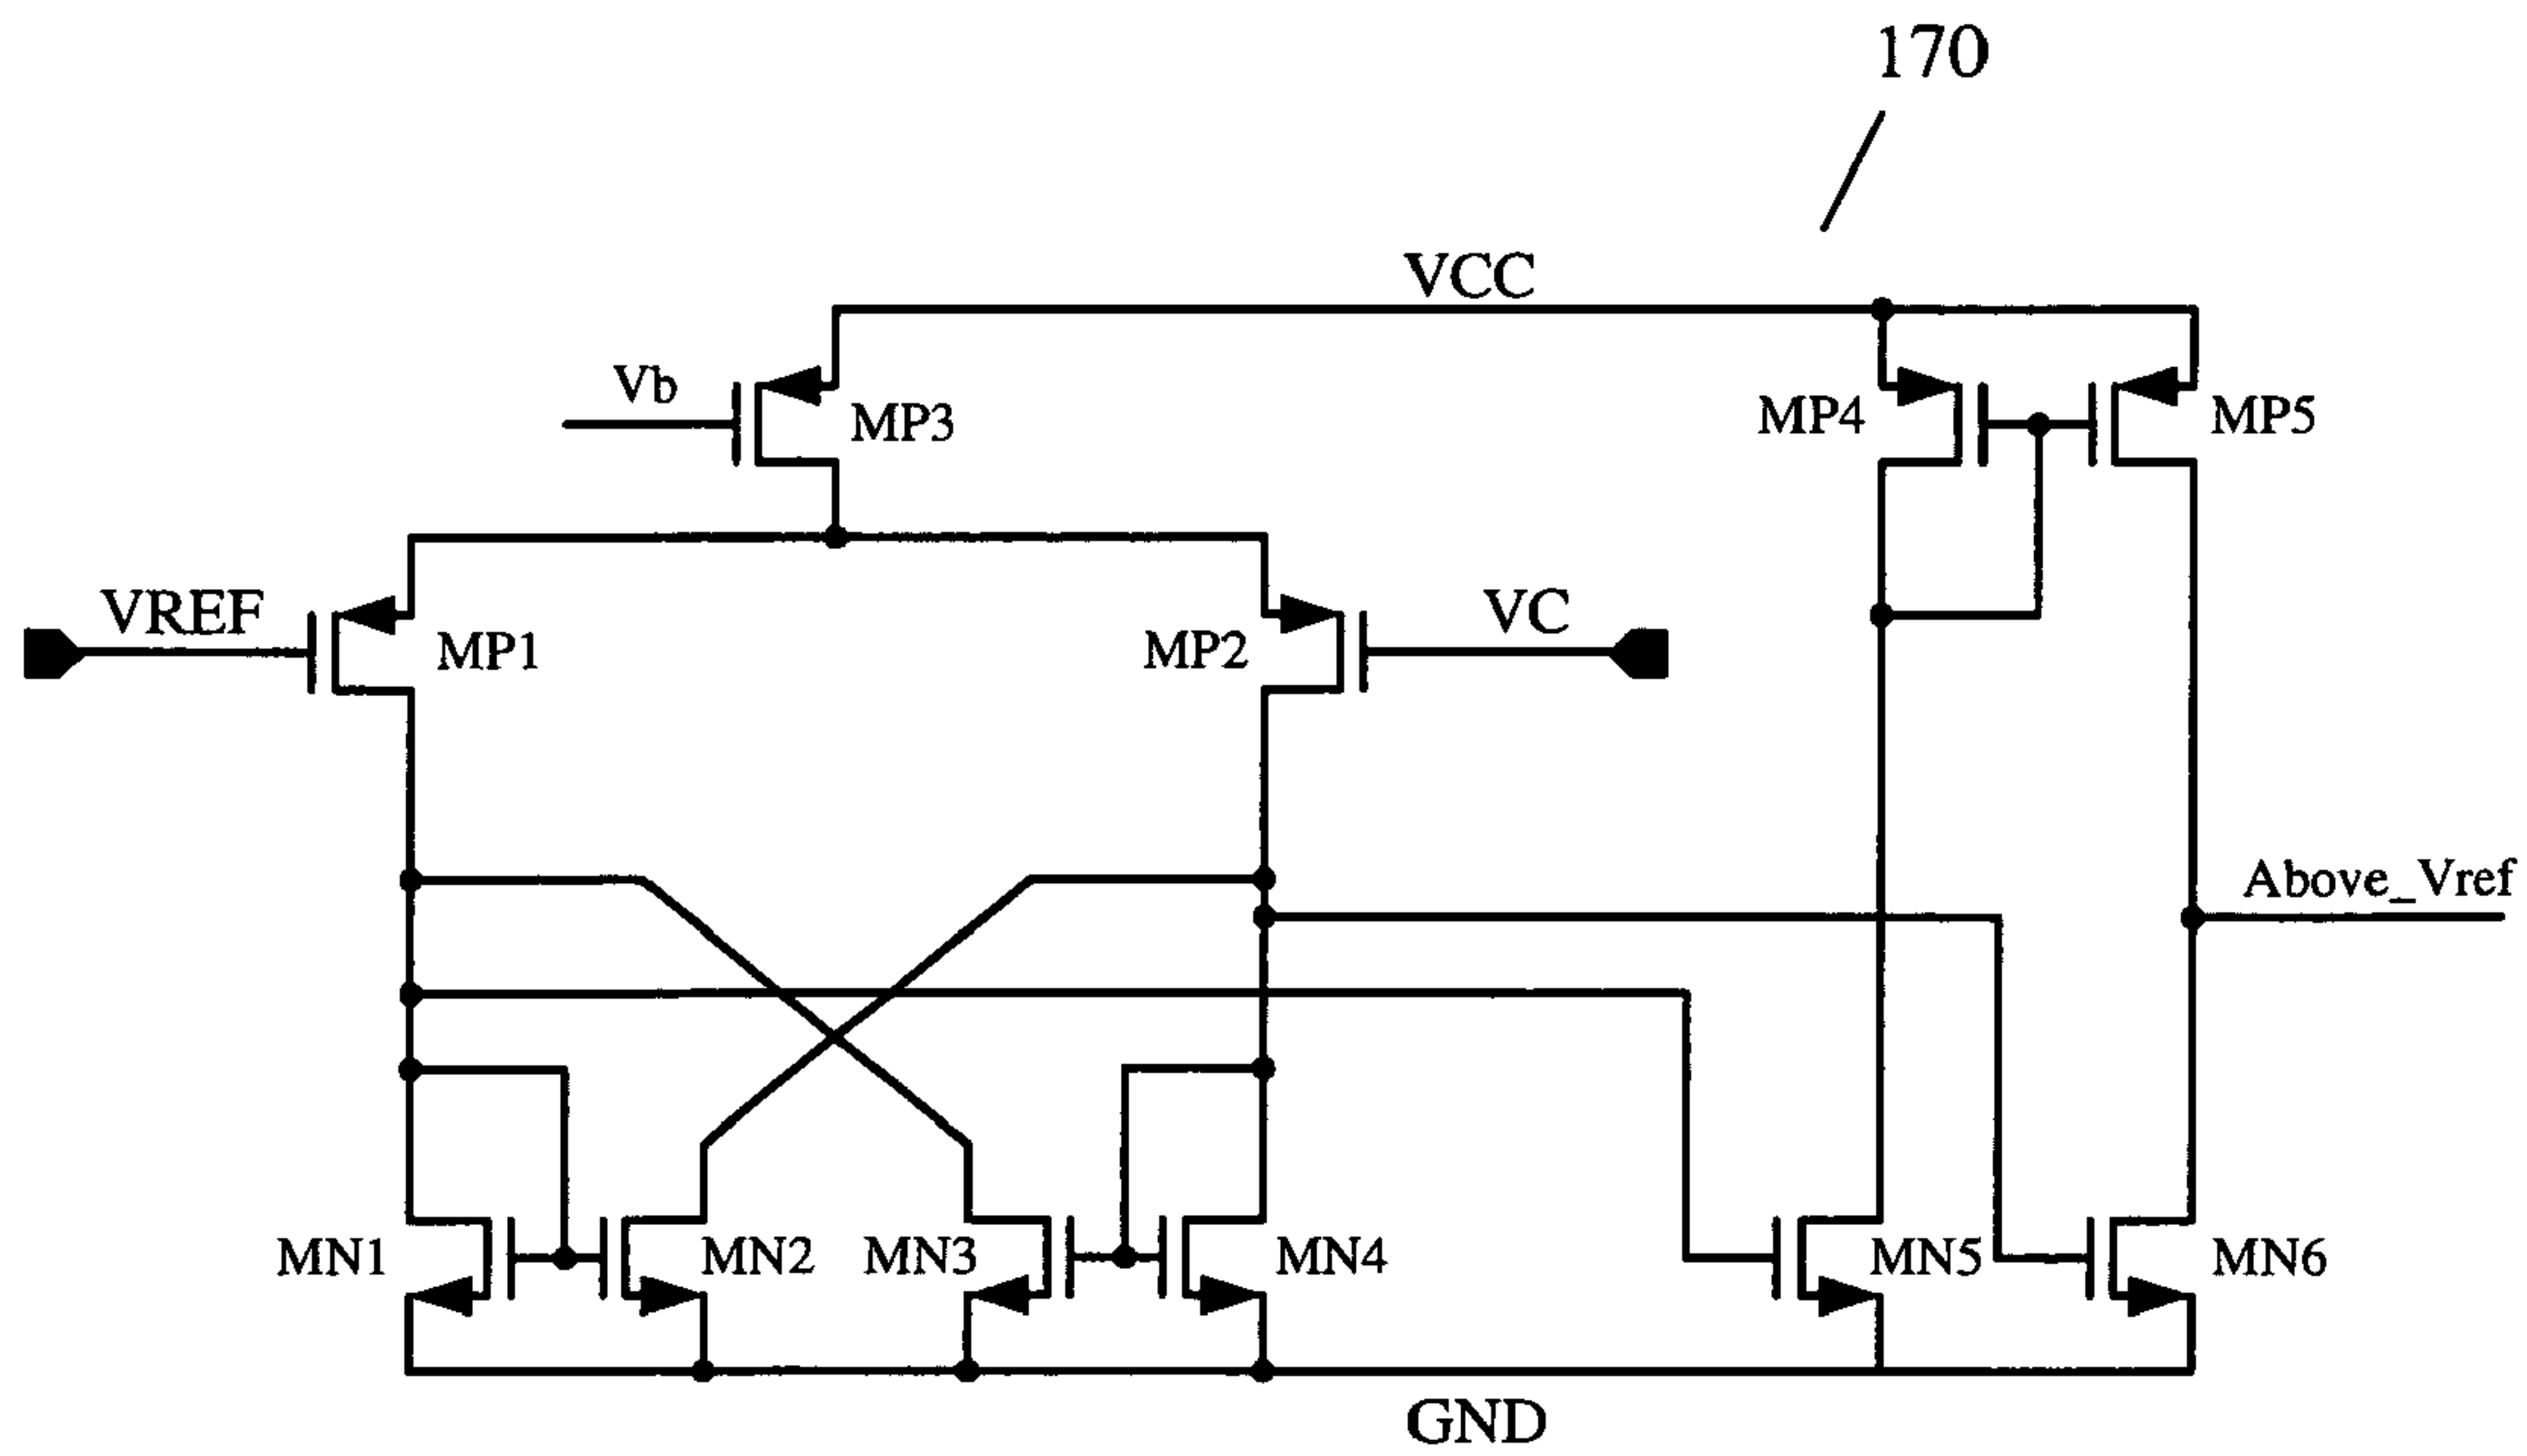 170
VCC
Vb
MP3
MP4
MP5
VREF
MP1
MP2
VC
Above_Vref
MN1
MN2
MN3
MN4
MN5
MN6
GND